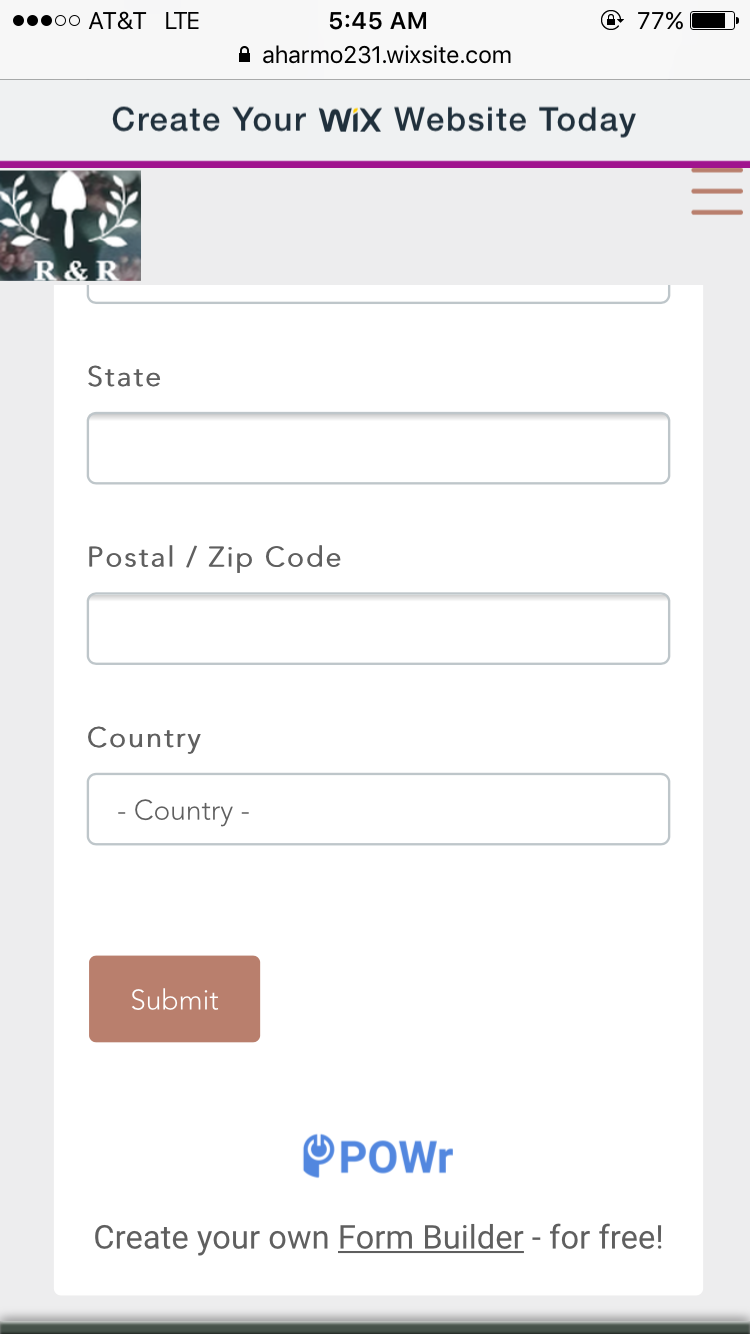 AT&T LTE 5:45 AM 77%
aharmo231.wixsite.com
Create Your WiX Website Today
R & R
State
Postal / Zip Code
Country
- Country -
Submit
POWr
Create your own Form Builder - for free!